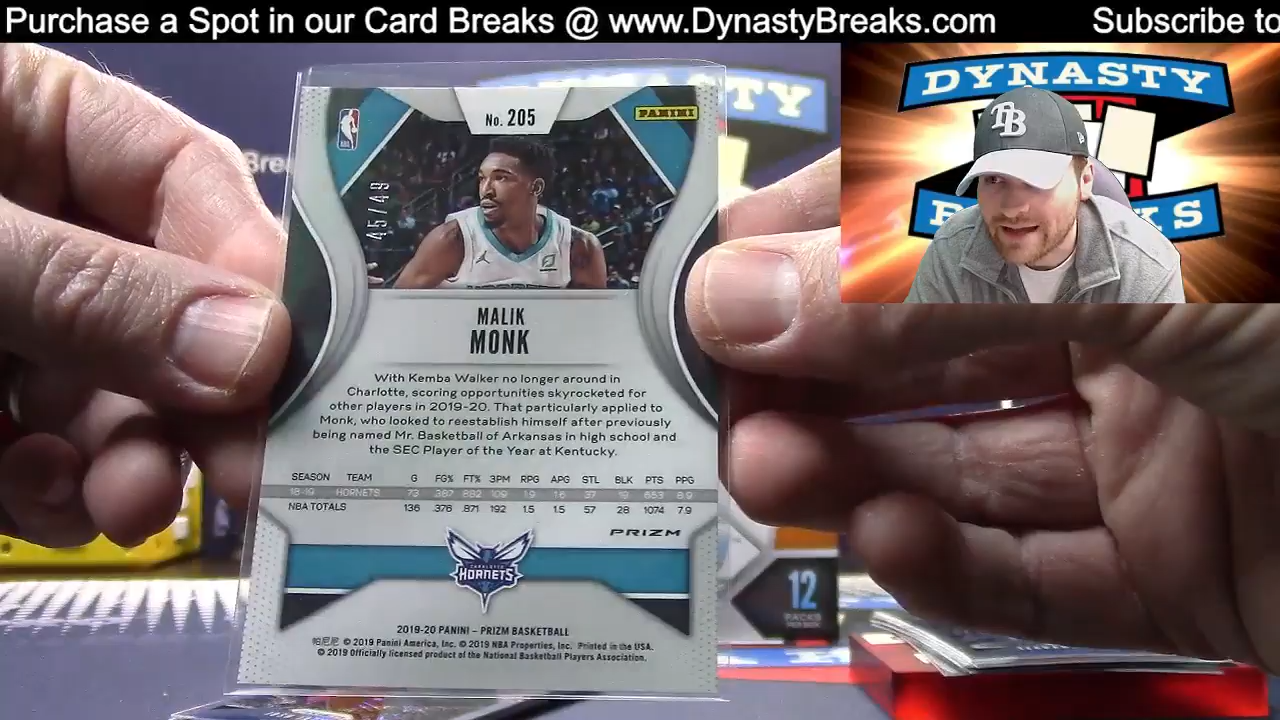 Purchase a Spot in our Card Breaks @ www.DynastyBreaks.com Subscribe to
DYNASTY
TB
No. 205
PANINI
NBA
45/49
MALIK
MONK
With Kemba Walker no longer around in
Charlotte, scoring opportunities skyrocketed for
other players in 2019-20. That particularly applied to
Monk, who looked to reestablish himself after previously
being named Mr. Basketball of Arkansas in high school and
the SEC Player of the Year at Kentucky.
SEASON TEAM G FG% FT% 3PM RPG APG STL BLK PTS PPG
18-19 HORNETS 73 .387 .882 109 1.9 1.6 37 19 653 8.9
NBA TOTALS 136 .376 .871 192 1.5 1.5 57 28 1074 7.9
PRIZM
CHARLOTTE
HORNETS
12
PACKS
PER BOX
2019-20 PANINI – PRIZM BASKETBALL
© 2019 Panini America, Inc. © 2019 NBA Properties, Inc. Printed in the USA.
© 2019 Officially licensed product of the National Basketball Players Association.